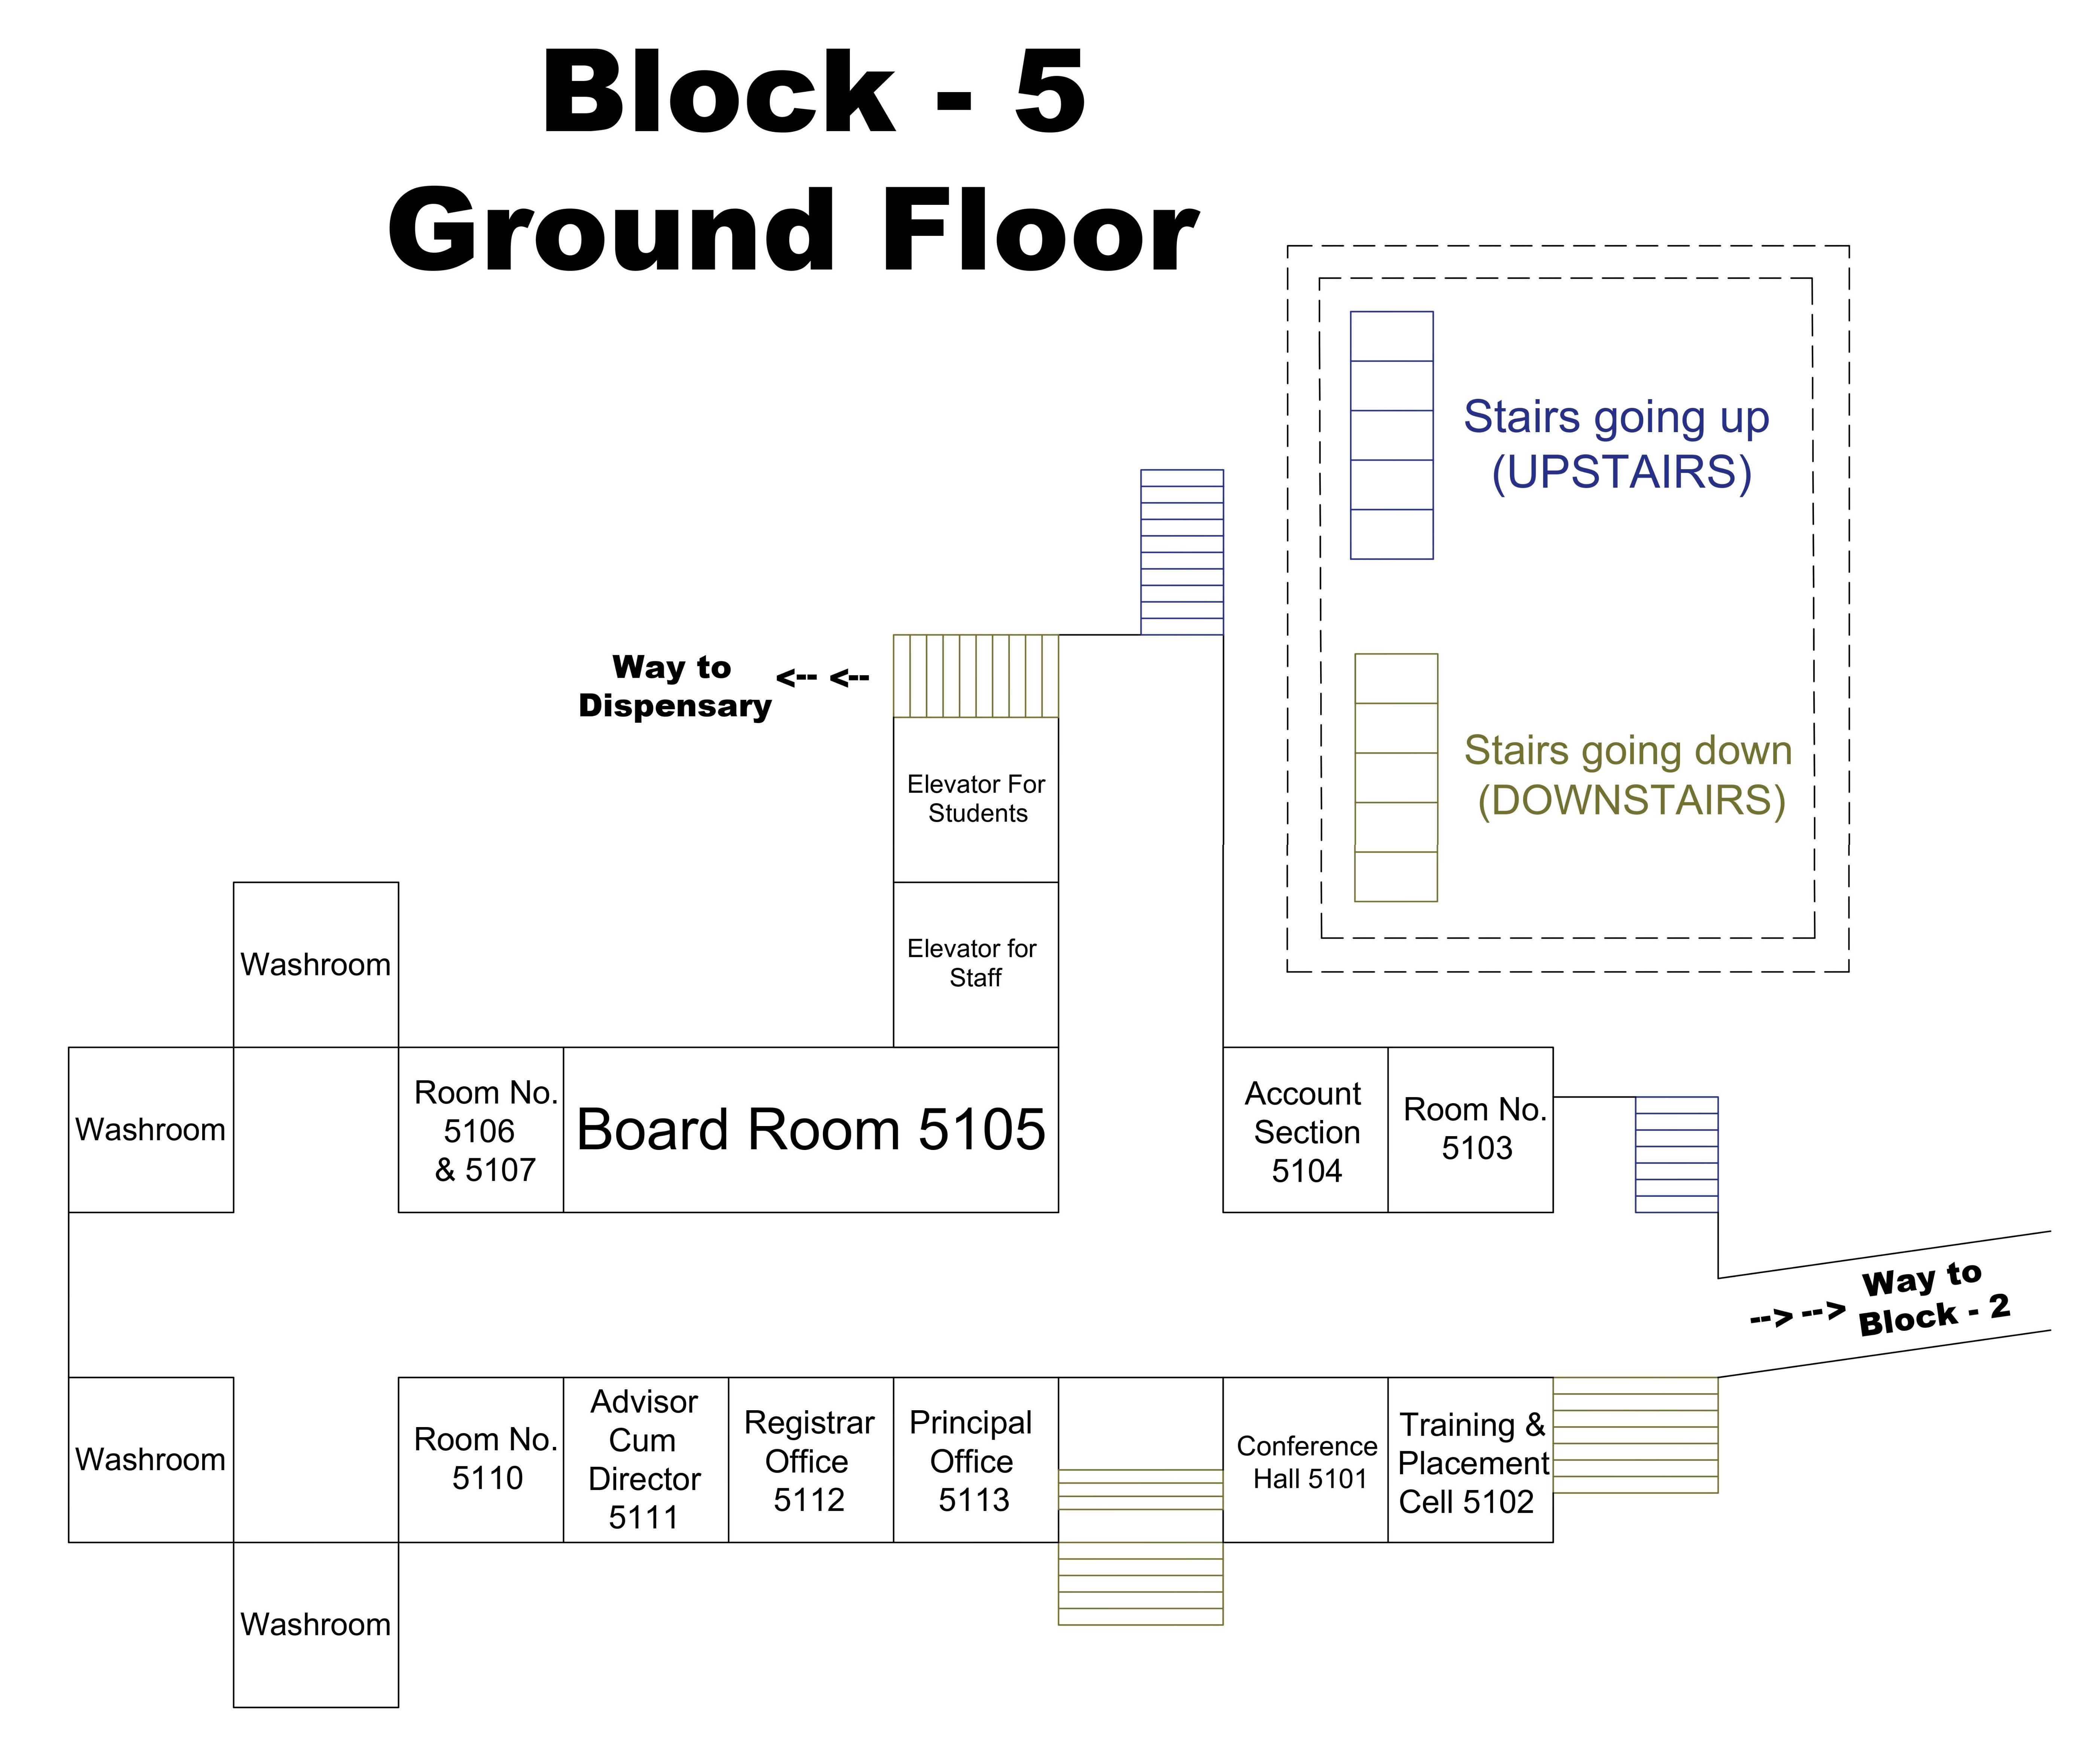 Block - 5
Ground Floor
Stairs going up
(UPSTAIRS)
Way to
Dispensary
<-- <--
Stairs going down
(DOWNSTAIRS)
Elevator For
Students
Elevator for
Staff
Washroom
Washroom
Room No.
5106
& 5107
Board Room 5105
Account
Section
5104
Room No.
5103
--> -->
Way to
Block - 2
Washroom
Room No.
5110
Advisor
Cum
Director
5111
Registrar
Office
5112
Principal
Office
5113
Conference
Hall 5101
Training &
Placement
Cell 5102
Washroom